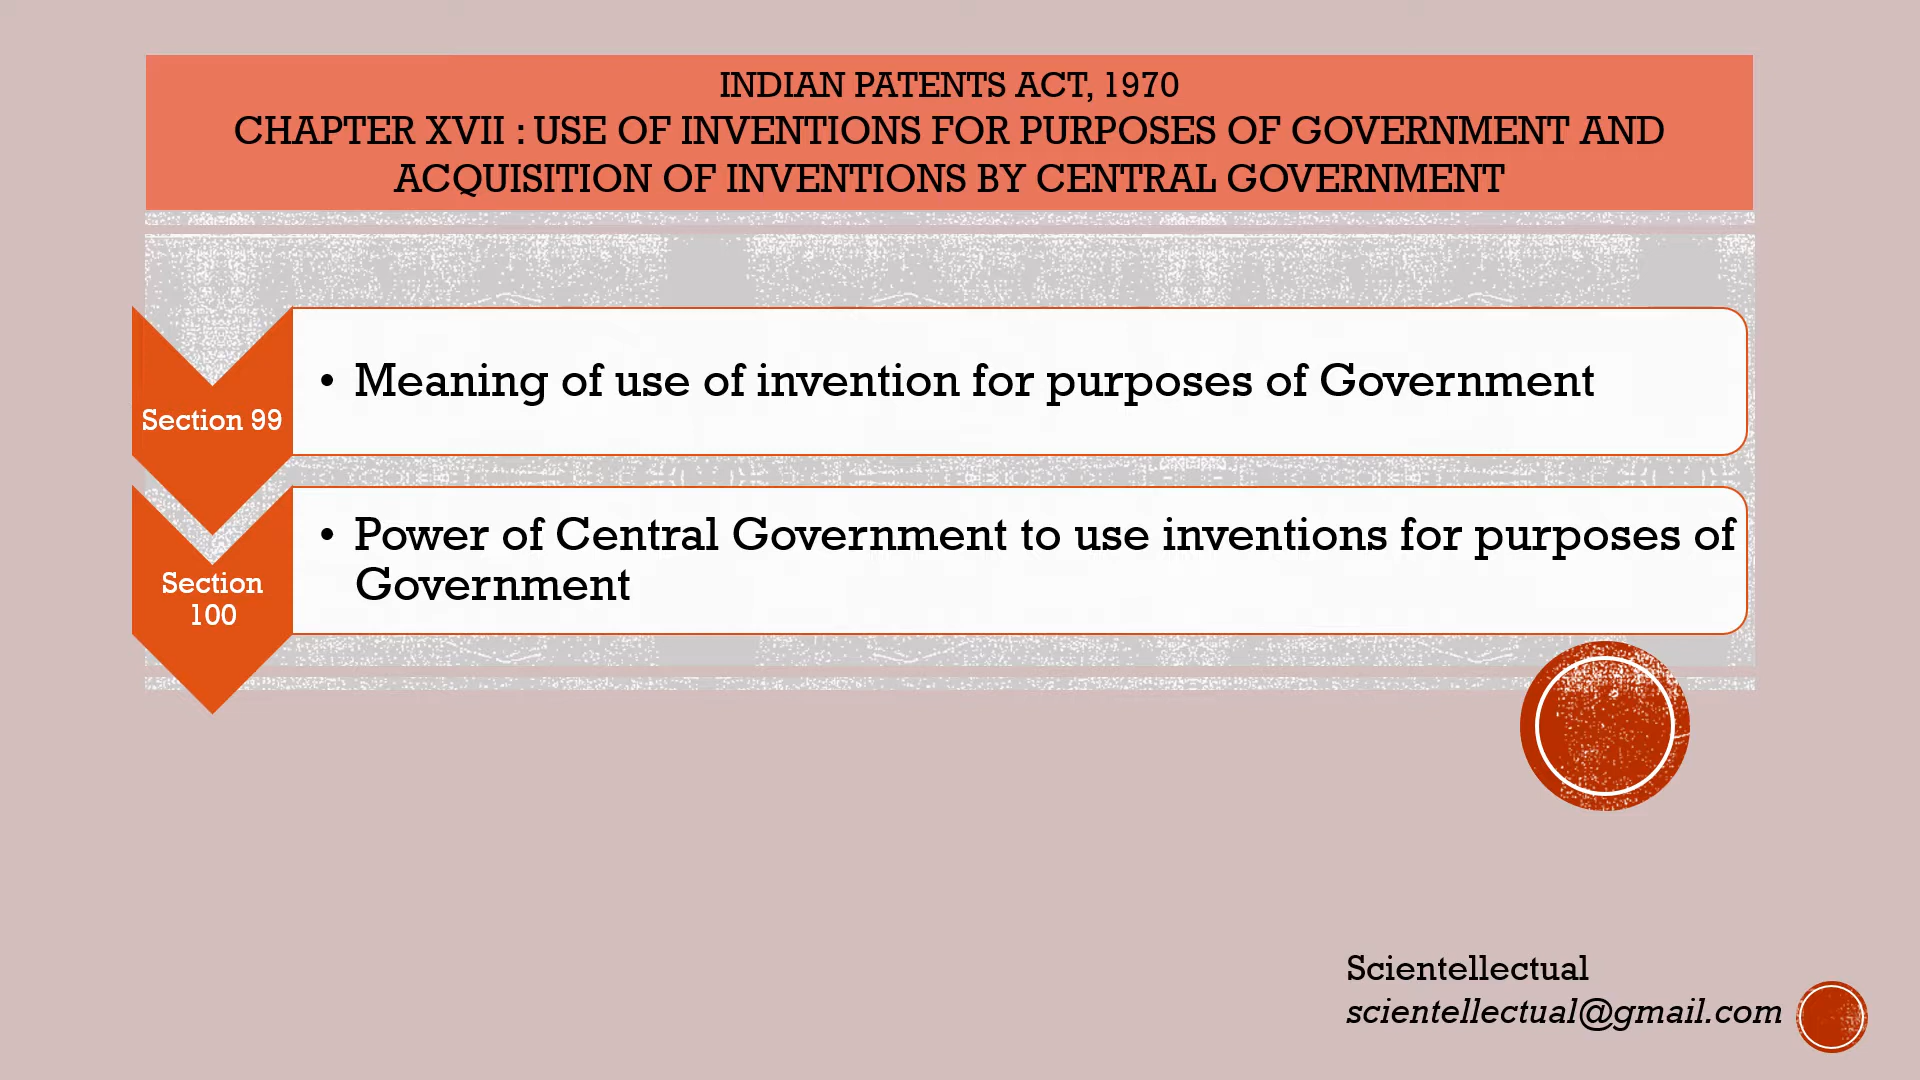 INDIAN PATENTS ACT, 1970
CHAPTER XVII : USE OF INVENTIONS FOR PURPOSES OF GOVERNMENT AND
ACQUISITION OF INVENTIONS BY CENTRAL GOVERNMENT
Section 99
• Meaning of use of invention for purposes of Government
Section
100
• Power of Central Government to use inventions for purposes of
Government
Scientellectual
scientellectual@gmail.com